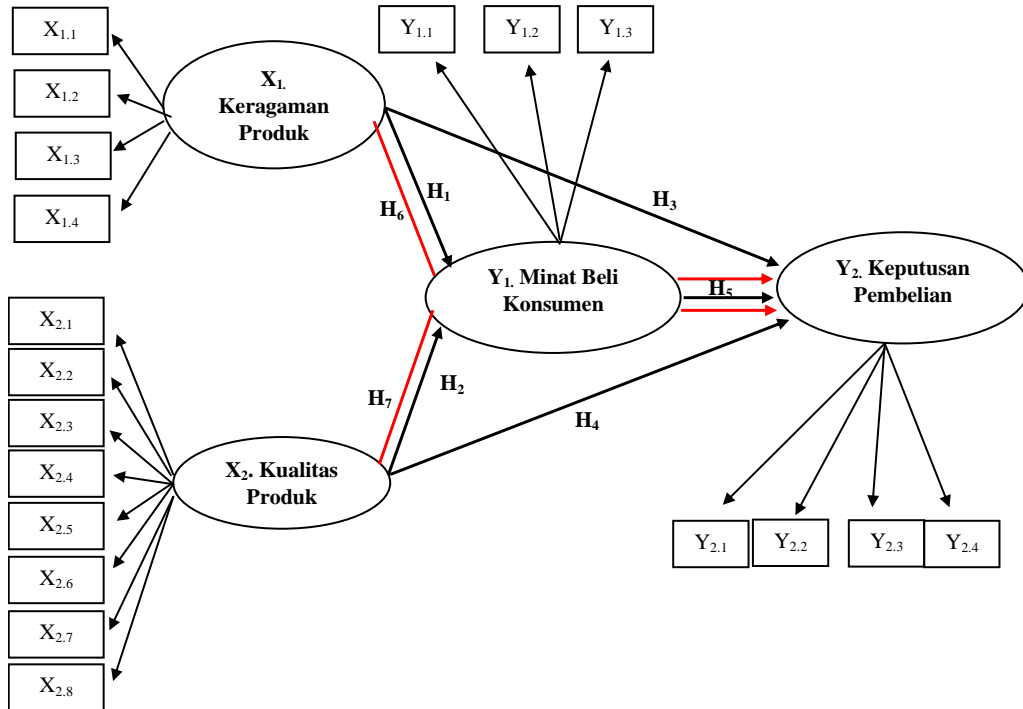 X1.1
X1.2
X1.3
X1.4
X1.
Keragaman
Produk
Y1.1
Y1.2
Y1.3
H1
H6
H3
Y1. Minat Beli
Konsumen
H5
Y2. Keputusan
Pembelian
X2.1
X2.2
X2.3
X2.4
X2.5
X2.6
X2.7
X2.8
X2. Kualitas
Produk
H7
H2
H4
Y2.1
Y2.2
Y2.3
Y2.4